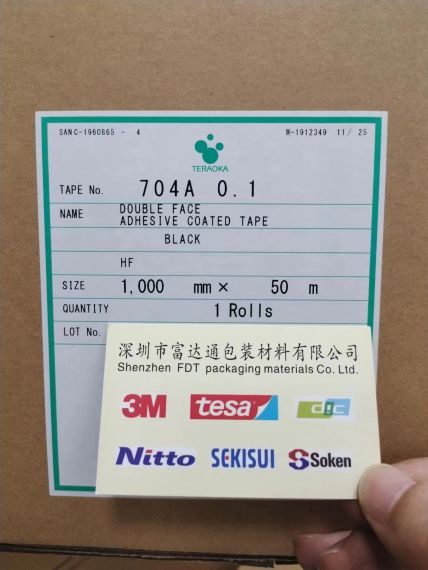 SANC-1960865 - 4
M-1912349 11/ 25
TERAOKA
TAPE No. 704A 0.1
NAME DOUBLE FACE
ADHESIVE COATED TAPE
BLACK
HF
SIZE 1,000 mm× 50 m
QUANTITY 1 Rolls
LOT No.
深圳市富达通包装材料有限公司
Shenzhen FDT packaging materials Co. Ltd.
3M tesa dgc
Nitto SEKISUI Soken